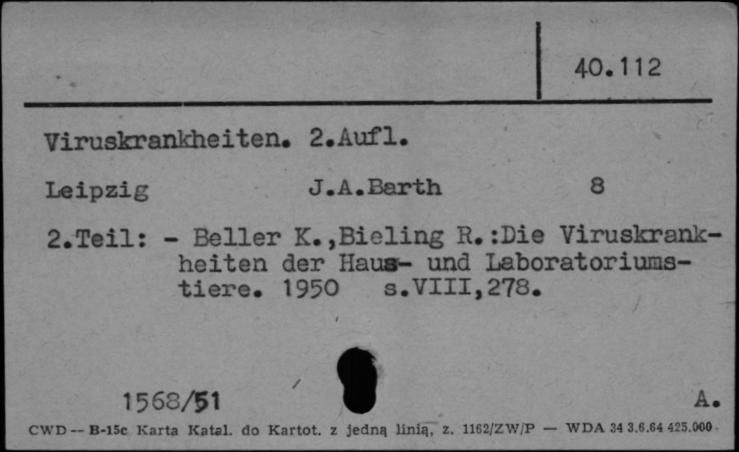 40.112
Viruskrankheiten. 2.Aufl.
Leipzig J.A.Barth 8
2.Teil: - Beller K.,Bieling R.:Die Viruskrank-
heiten der Haus- und Laboratoriums-
tiere. 1950 s.VIII,278.
1568/51 A.
CWD — B-15c Karta Katal. do Kartot. z jedną linią, z. 1162/ZW/P — WDA 34 3.6.64 425.000